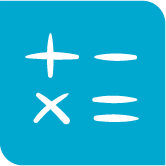 + −
× =